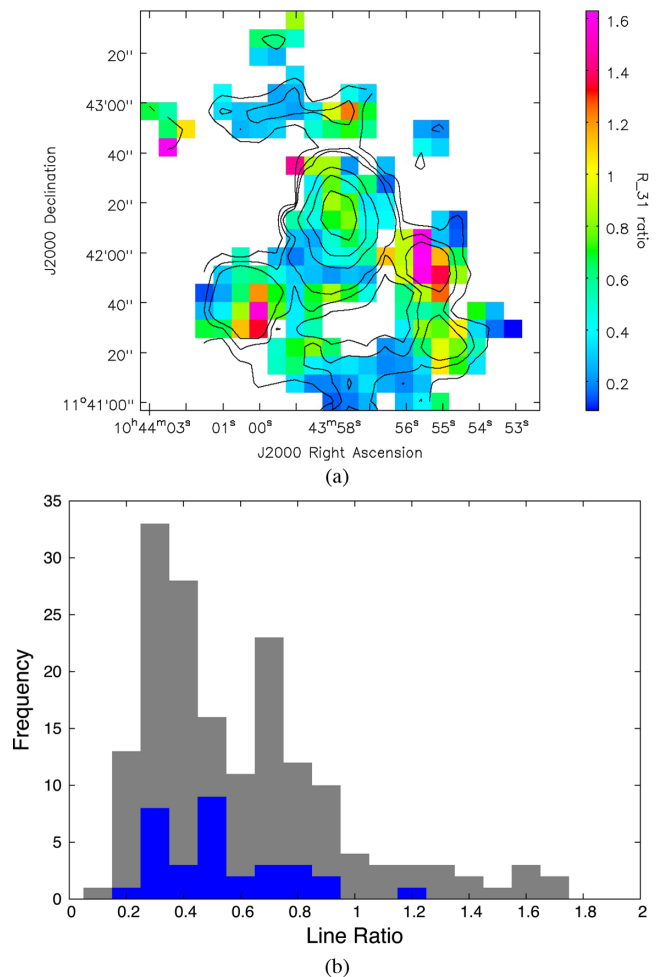 20"
43'00"
40"
20"
42'00"
40"
20"
11°41'00"
J2000 Declination
10ʰ44ᵐ03ˢ 01ˢ 00ˢ 43ᵐ58ˢ 56ˢ 55ˢ 54ˢ 53ˢ
J2000 Right Ascension
1.6
1.4
1.2
1
0.8
0.6
0.4
0.2
R_31 ratio
(a)
35
30
25
20
15
10
5
0
Frequency
0 0.2 0.4 0.6 0.8 1 1.2 1.4 1.6 1.8 2
Line Ratio
(b)